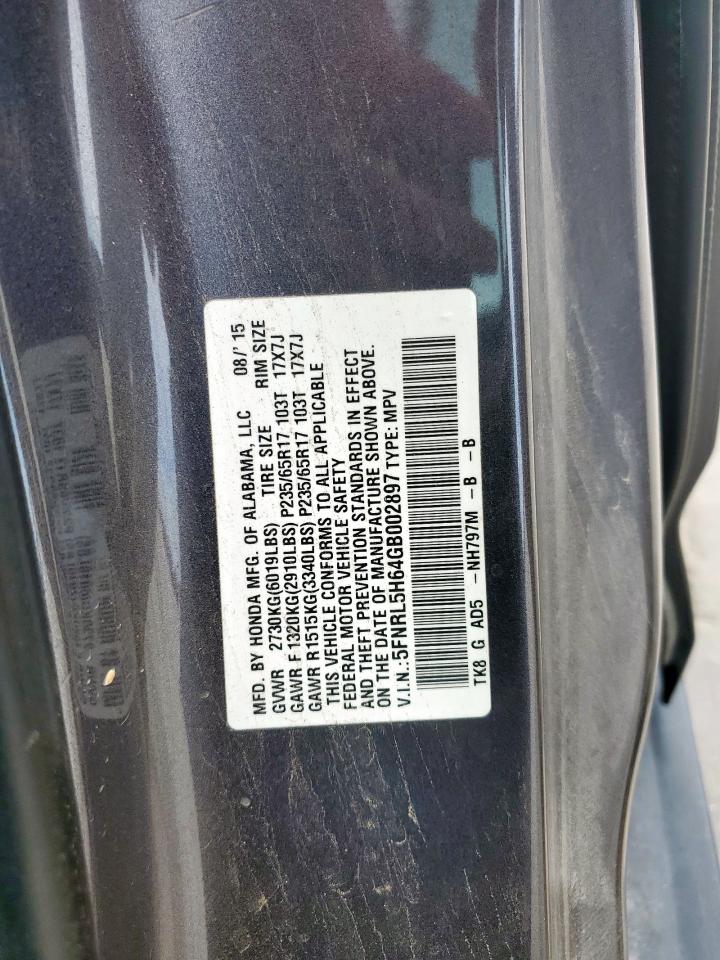 MFD. BY HONDA MFG. OF ALABAMA, LLC 08/'15
GVWR 2730KG(6019LBS) TIRE SIZE RIM SIZE
GAWR F 1320KG(2910LBS) P235/65R17 103T 17X7J
GAWR R 1515KG(3340LBS) P235/65R17 103T 17X7J
THIS VEHICLE CONFORMS TO ALL APPLICABLE
FEDERAL MOTOR VEHICLE SAFETY
AND THEFT PREVENTION STANDARDS IN EFFECT
ON THE DATE OF MANUFACTURE SHOWN ABOVE.
V.I.N.:5FNRL5H64GB002897 TYPE: MPV
TK8 G AD5 -NH797M -B -B